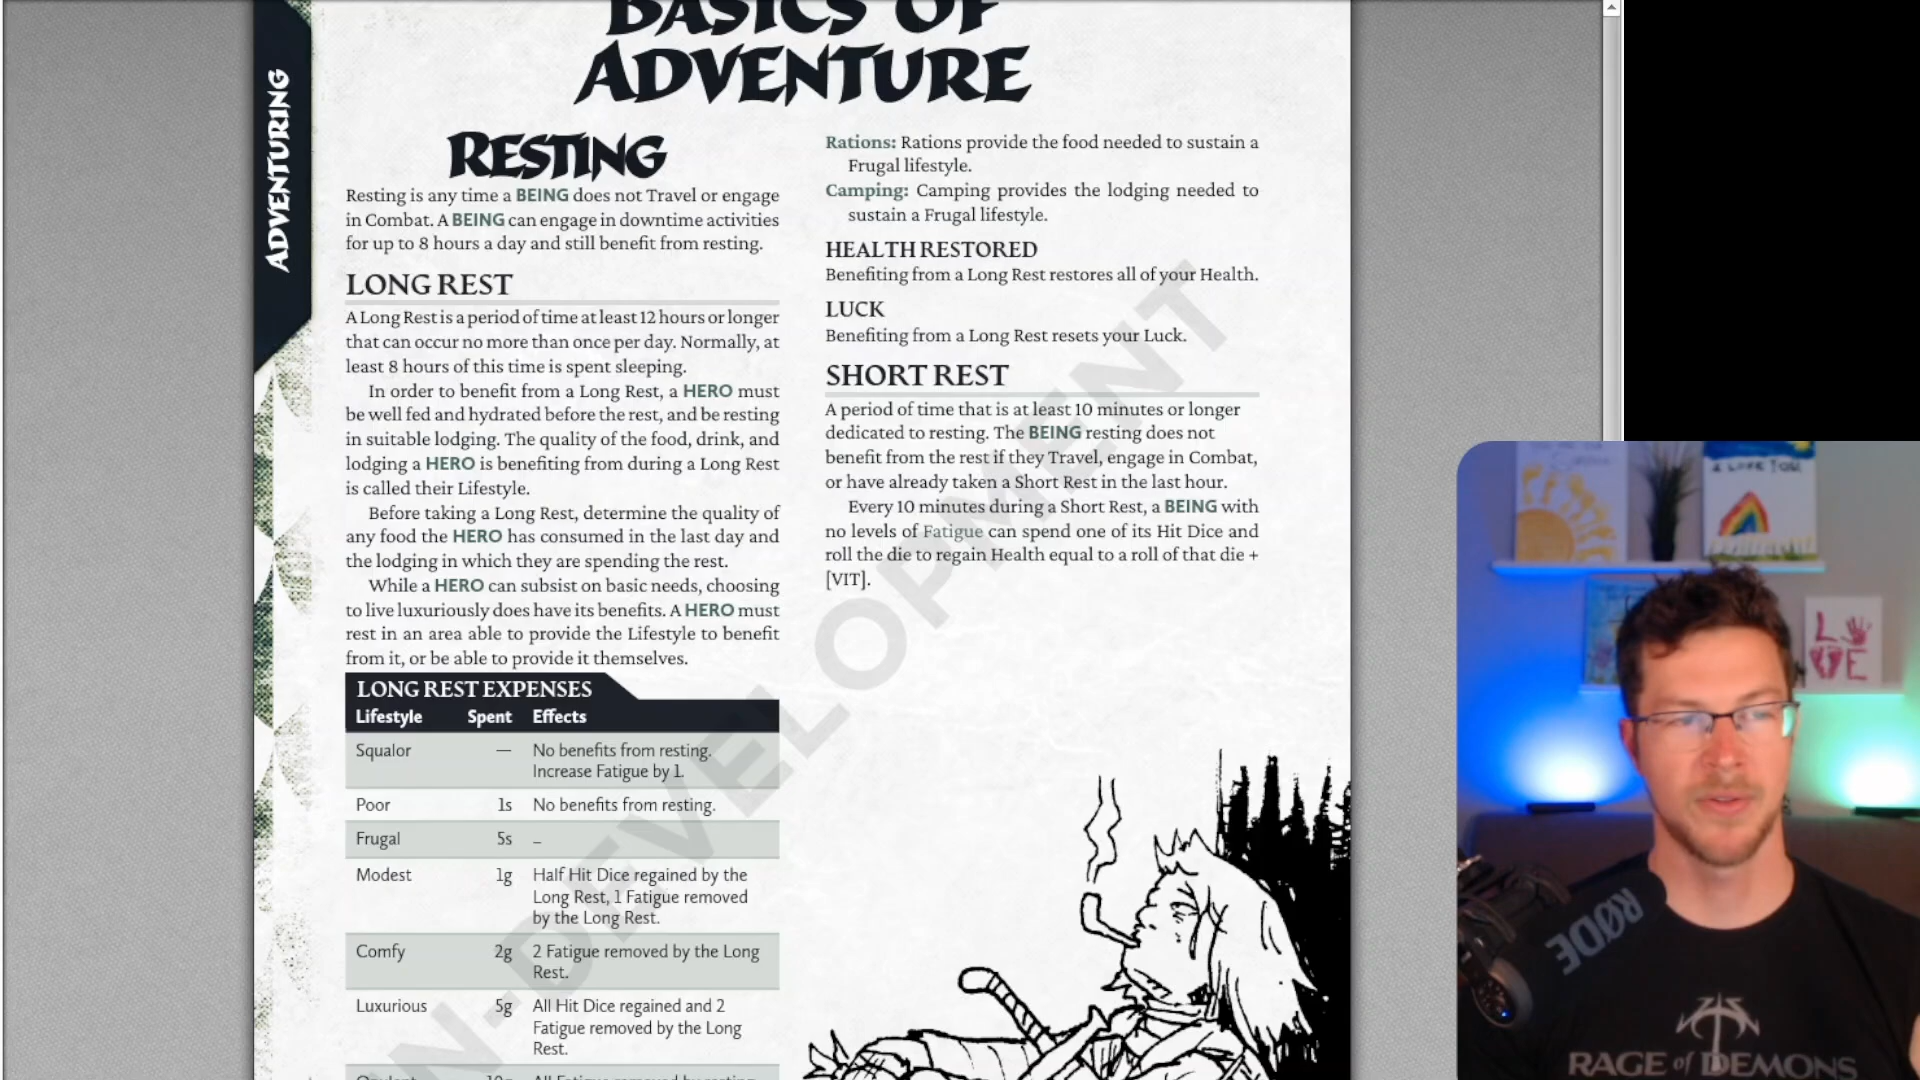 BASICS OF
ADVENTURE
ADVENTURING
RESTING
Resting is any time a BEING does not Travel or engage
in Combat. A BEING can engage in downtime activities
for up to 8 hours a day and still benefit from resting.
LONG REST
A Long Rest is a period of time at least 12 hours or longer
that can occur no more than once per day. Normally, at
least 8 hours of this time is spent sleeping.
In order to benefit from a Long Rest, a HERO must
be well fed and hydrated before the rest, and be resting
in suitable lodging. The quality of the food, drink, and
lodging a HERO is benefiting from during a Long Rest
is called their Lifestyle.
Before taking a Long Rest, determine the quality of
any food the HERO has consumed in the last day and
the lodging in which they are spending the rest.
While a HERO can subsist on basic needs, choosing
to live luxuriously does have its benefits. A HERO must
rest in an area able to provide the Lifestyle to benefit
from it, or be able to provide it themselves.
LONG REST EXPENSES
Lifestyle Spent Effects
Squalor — No benefits from resting.
Increase Fatigue by 1.
Poor 1s No benefits from resting.
Frugal 5s –
Modest 1g Half Hit Dice regained by the
Long Rest, 1 Fatigue removed
by the Long Rest.
Comfy 2g 2 Fatigue removed by the Long
Rest.
Luxurious 5g All Hit Dice regained and 2
Fatigue removed by the Long
Rest.
Rations: Rations provide the food needed to sustain a
Frugal lifestyle.
Camping: Camping provides the lodging needed to
sustain a Frugal lifestyle.
HEALTH RESTORED
Benefiting from a Long Rest restores all of your Health.
LUCK
Benefiting from a Long Rest resets your Luck.
SHORT REST
A period of time that is at least 10 minutes or longer
dedicated to resting. The BEING resting does not
benefit from the rest if they Travel, engage in Combat,
or have already taken a Short Rest in the last hour.
Every 10 minutes during a Short Rest, a BEING with
no levels of Fatigue can spend one of its Hit Dice and
roll the die to regain Health equal to a roll of that die +
[VIT].
IN-DEVELOPMENT
I LOVE YOU
LOVE
RØDE
RAGE of DEMONS